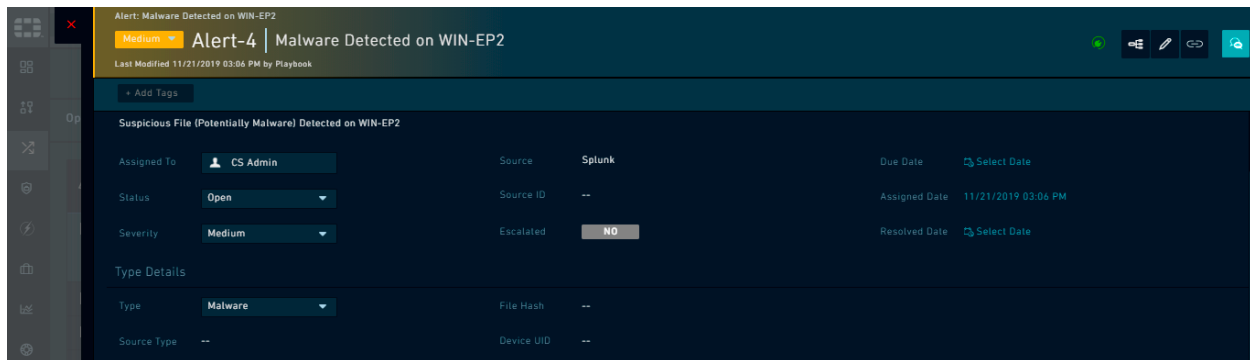 Alert: Malware Detected on WIN-EP2
Medium Alert-4 Malware Detected on WIN-EP2
Last Modified 11/21/2019 03:06 PM by Playbook
+ Add Tags
Op
Suspicious File (Potentially Malware) Detected on WIN-EP2
Assigned To CS Admin Source Splunk Due Date Select Date
Status Open Source ID -- Assigned Date 11/21/2019 03:06 PM
Severity Medium Escalated NO Resolved Date Select Date
Type Details
Type Malware File Hash --
Source Type -- Device UID --